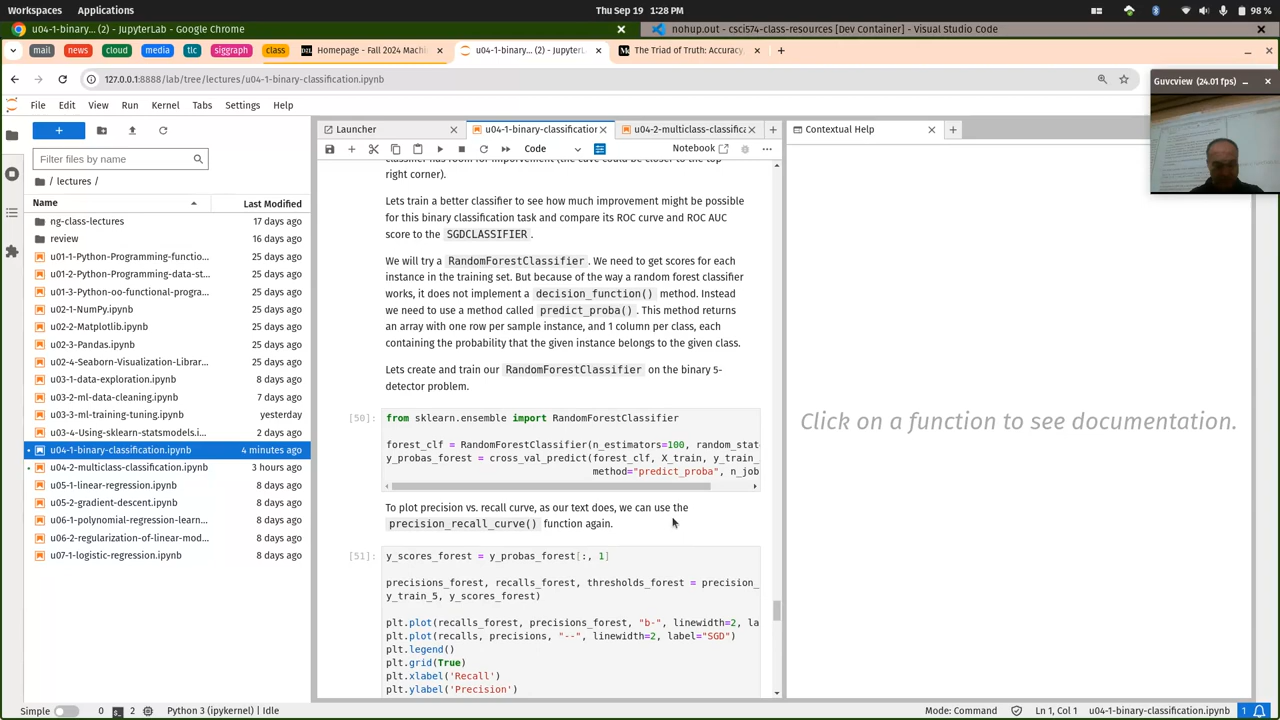 Workspaces Applications Thu Sep 19 1:28 PM 98 %
u04-1-binary-... (2) - JupyterLab - Google Chrome nohup.out - csci574-class-resources [Dev Container] - Visual Studio Code
mail news cloud media tlc siggraph class Homepage - Fall 2024 Machi u04-1-binary-... (2) - JupyterL The Triad of Truth: Accuracy,
127.0.0.1:8888/lab/tree/lectures/u04-1-binary-classification.ipynb
Guvcview (24.01 fps)
File Edit View Run Kernel Tabs Settings Help
Launcher u04-1-binary-classification u04-2-multiclass-classifica Contextual Help
Code Notebook
Filter files by name
/ lectures /
Name Last Modified
ng-class-lectures 17 days ago
review 16 days ago
u01-1-Python-Programming-functio... 25 days ago
u01-2-Python-Programming-data-st... 25 days ago
u01-3-Python-oo-functional-progra... 25 days ago
u02-1-NumPy.ipynb 25 days ago
u02-2-Matplotlib.ipynb 25 days ago
u02-3-Pandas.ipynb 25 days ago
u02-4-Seaborn-Visualization-Librar... 25 days ago
u03-1-data-exploration.ipynb 8 days ago
u03-2-ml-data-cleaning.ipynb 7 days ago
u03-3-ml-training-tuning.ipynb yesterday
u03-4-Using-sklearn-statsmodels.i... 2 days ago
u04-1-binary-classification.ipynb 4 minutes ago
u04-2-multiclass-classification.ipynb 3 hours ago
u05-1-linear-regression.ipynb 8 days ago
u05-2-gradient-descent.ipynb 8 days ago
u06-1-polynomial-regression-learn... 8 days ago
u06-2-regularization-of-linear-mod... 8 days ago
u07-1-logistic-regression.ipynb 8 days ago
classifier has room for imporvement (the cuve could be closer to the top
right corner).
Lets train a better classifier to see how much improvement might be possible
for this binary classification task and compare its ROC curve and ROC AUC
score to the SGDCLASSIFIER .
We will try a RandomForestClassifier . We need to get scores for each
instance in the training set. But because of the way a random forest classifier
works, it does not implement a decision_function() method. Instead
we need to use a method called predict_proba() . This method returns
an array with one row per sample instance, and 1 column per class, each
containing the probability that the given instance belongs to the given class.
Lets create and train our RandomForestClassifier on the binary 5-
detector problem.
[50]: from sklearn.ensemble import RandomForestClassifier
forest_clf = RandomForestClassifier(n_estimators=100, random_stat
y_probas_forest = cross_val_predict(forest_clf, X_train, y_train_
method="predict_proba", n_job
To plot precision vs. recall curve, as our text does, we can use the
precision_recall_curve() function again.
[51]: y_scores_forest = y_probas_forest[:, 1]
precisions_forest, recalls_forest, thresholds_forest = precision_
y_train_5, y_scores_forest)
plt.plot(recalls_forest, precisions_forest, "b-", linewidth=2, la
plt.plot(recalls, precisions, "--", linewidth=2, label="SGD")
plt.legend()
plt.grid(True)
plt.xlabel('Recall')
plt.ylabel('Precision')
Click on a function to see documentation.
Simple 0 2 Python 3 (ipykernel) | Idle Mode: Command Ln 1, Col 1 u04-1-binary-classification.ipynb 1